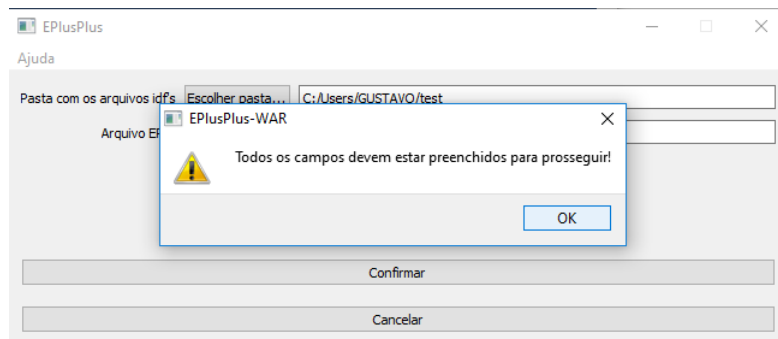 EPlusPlus
Ajuda
Pasta com os arquivos idf's Escolher pasta... C:/Users/GUSTAVO/test
Arquivo
EPlusPlus-WAR
Todos os campos devem estar preenchidos para prosseguir!
OK
Confirmar
Cancelar